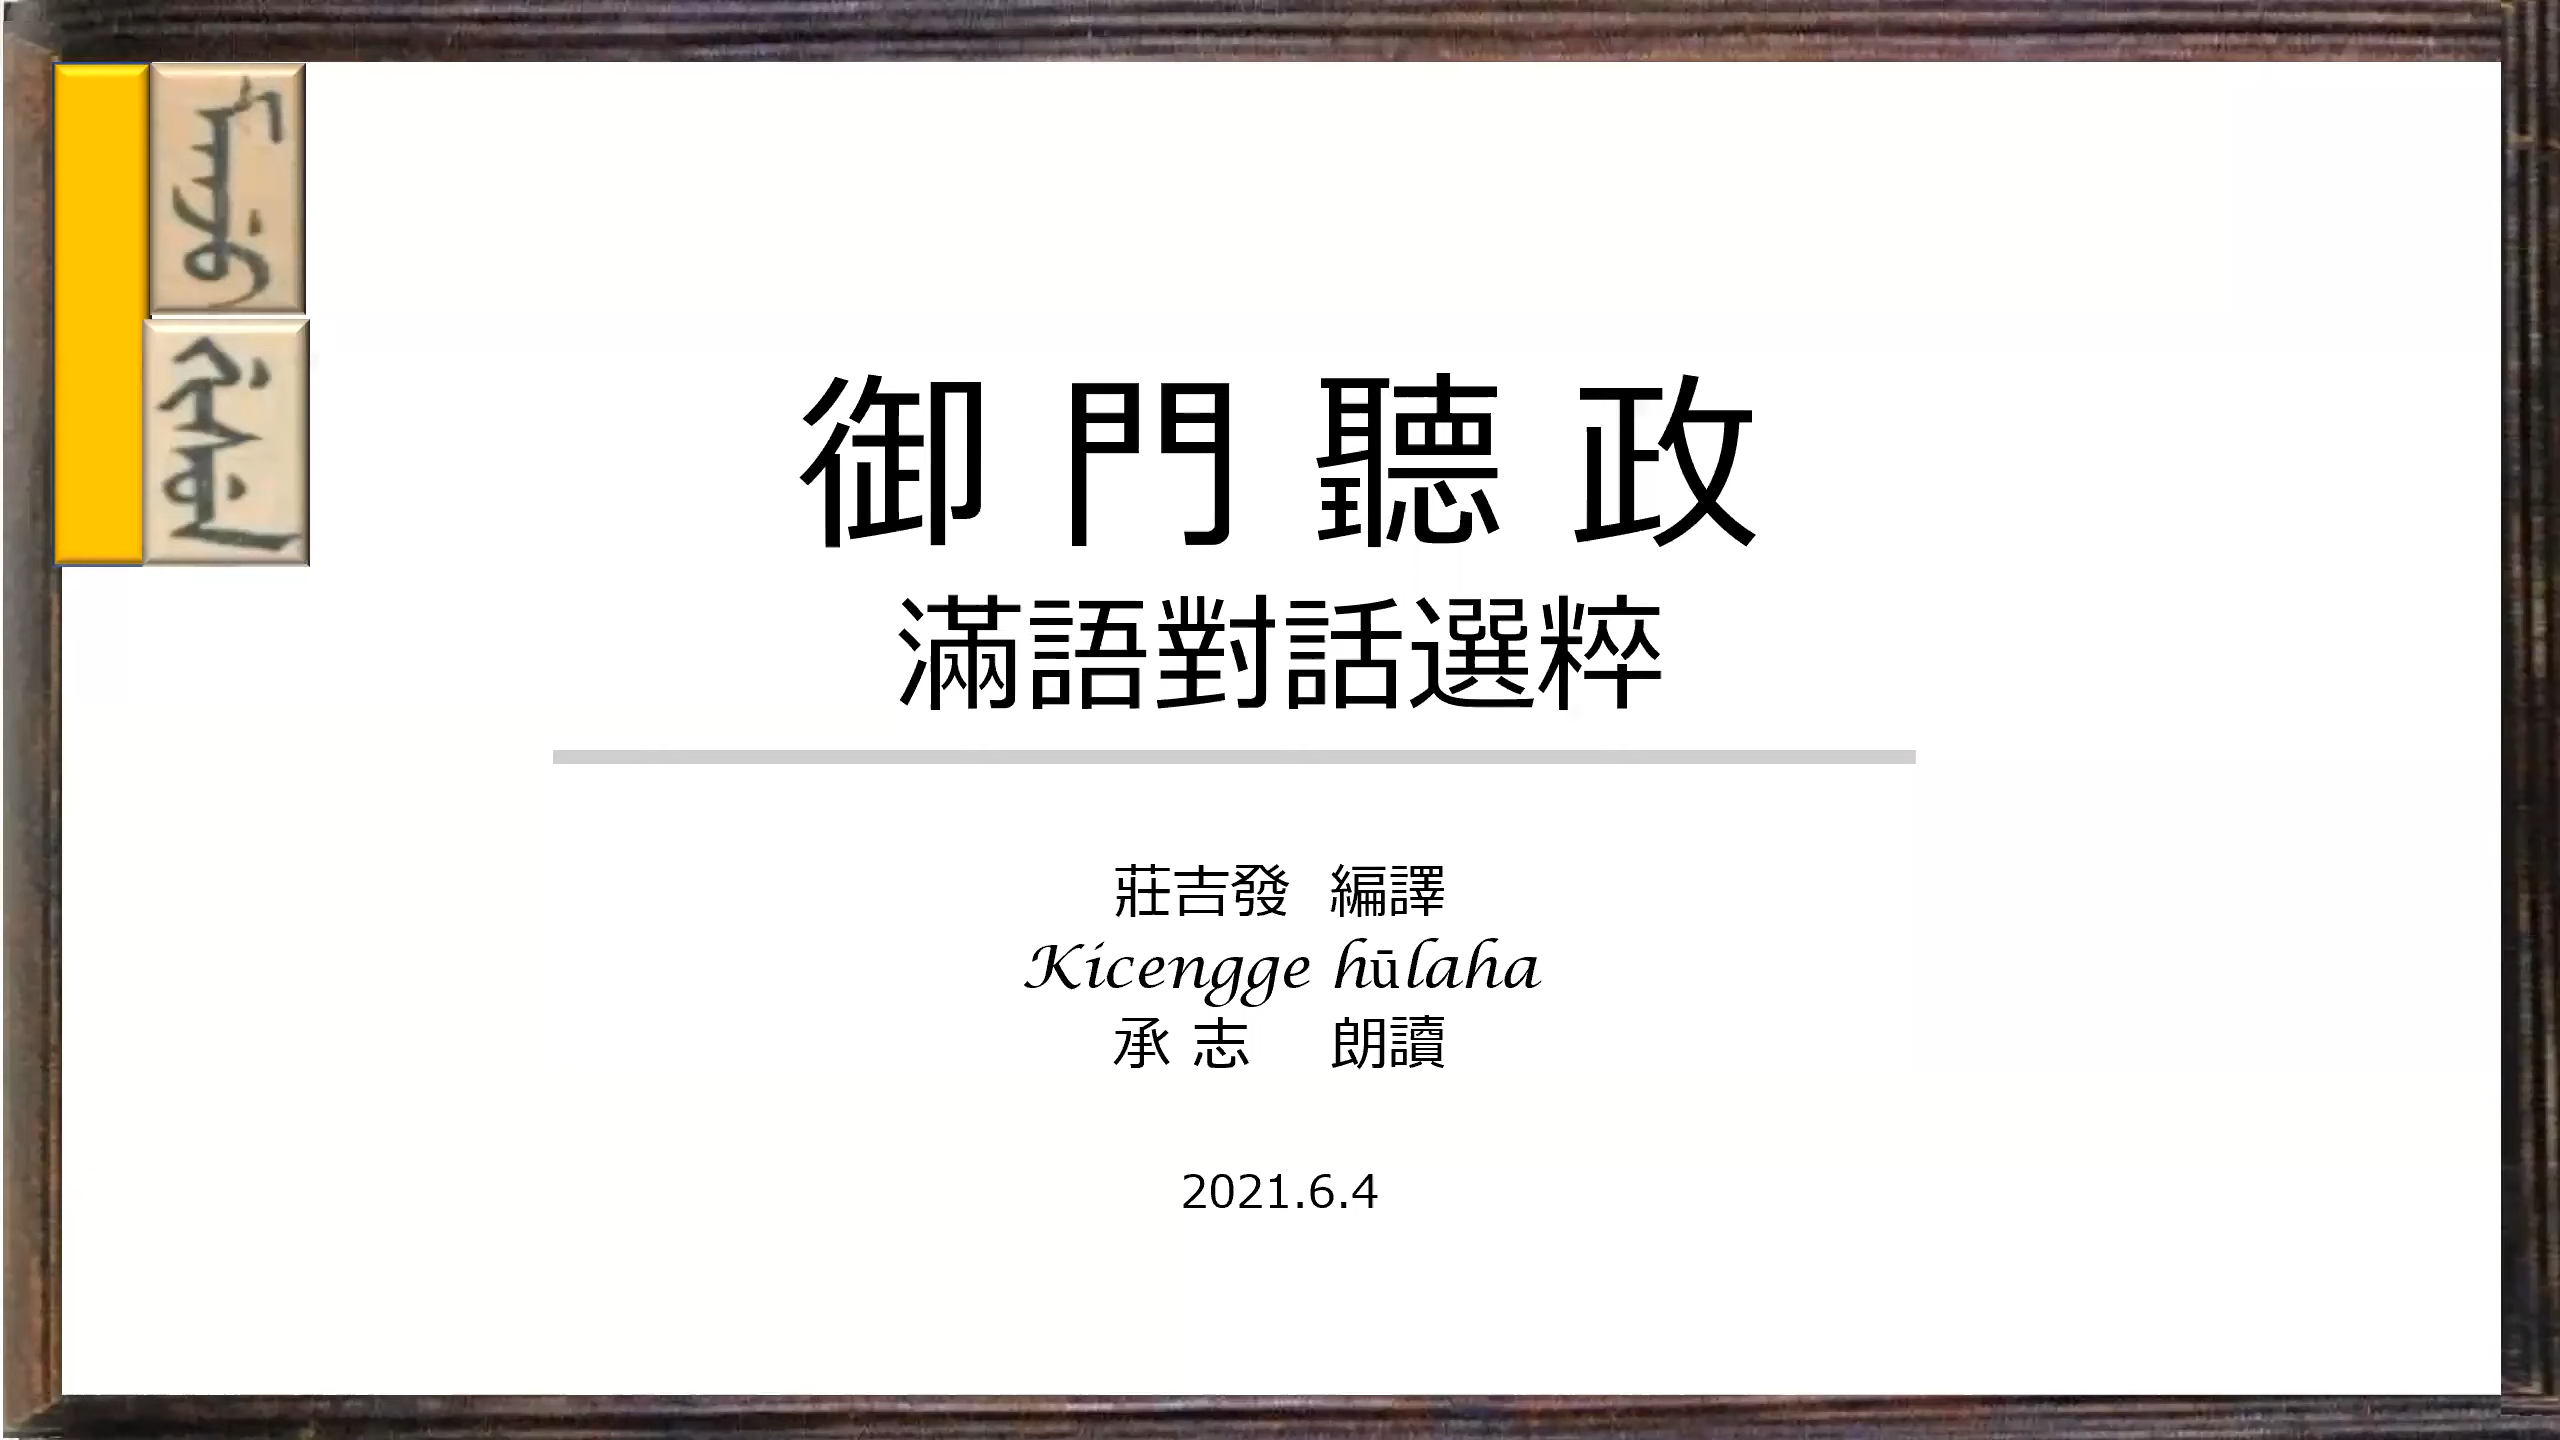 御門聽政
滿語對話選粹
莊吉發 編譯
Kicengge hūlaha
承 志 朗讀
2021.6.4